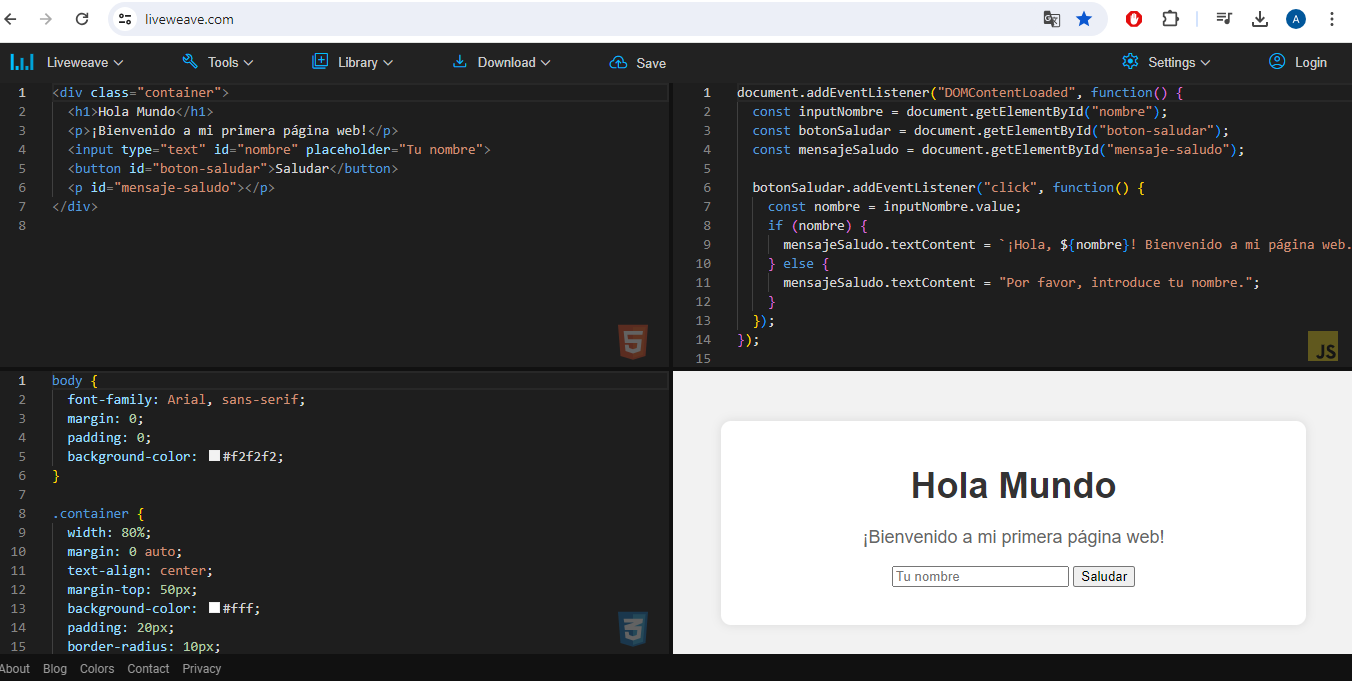 liveweave.com
A
Liveweave
Tools
Library
Download
Save
Settings
Login
1 <div class="container">
2 <h1>Hola Mundo</h1>
3 <p>¡Bienvenido a mi primera página web!</p>
4 <input type="text" id="nombre" placeholder="Tu nombre">
5 <button id="boton-saludar">Saludar</button>
6 <p id="mensaje-saludo"></p>
7 </div>
8
5
1 document.addEventListener("DOMContentLoaded", function() {
2 const inputNombre = document.getElementById("nombre");
3 const botonSaludar = document.getElementById("boton-saludar");
4 const mensajeSaludo = document.getElementById("mensaje-saludo");
5
6 botonSaludar.addEventListener("click", function() {
7 const nombre = inputNombre.value;
8 if (nombre) {
9 mensajeSaludo.textContent = `¡Hola, ${nombre}! Bienvenido a mi página web.
10 } else {
11 mensajeSaludo.textContent = "Por favor, introduce tu nombre.";
12 }
13 });
14 });
15
JS
1 body {
2 font-family: Arial, sans-serif;
3 margin: 0;
4 padding: 0;
5 background-color: #f2f2f2;
6 }
7
8 .container {
9 width: 80%;
10 margin: 0 auto;
11 text-align: center;
12 margin-top: 50px;
13 background-color: #fff;
14 padding: 20px;
15 border-radius: 10px;
3
Hola Mundo
¡Bienvenido a mi primera página web!
Tu nombre
Saludar
About Blog Colors Contact Privacy